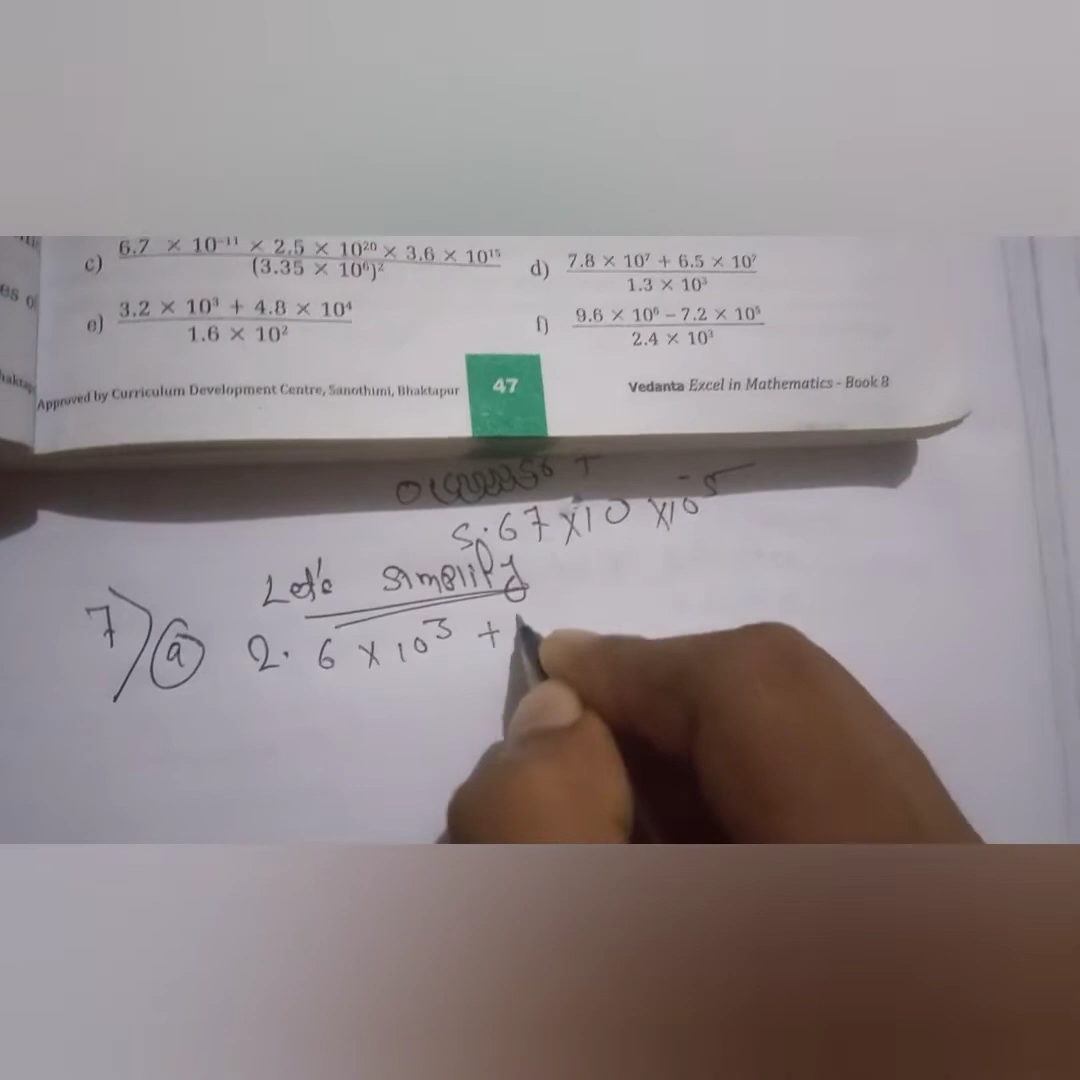 c) 6.7 × 10⁻¹¹ × 2.5 × 10²⁰ × 3.6 × 10¹⁵
(3.35 × 10⁶)²
d) 7.8 × 10⁷ + 6.5 × 10⁷
1.3 × 10³
e) 3.2 × 10³ + 4.8 × 10⁴
1.6 × 10²
f) 9.6 × 10⁶ – 7.2 × 10⁵
2.4 × 10³
Approved by Curriculum Development Centre, Sanothimi, Bhaktapur
47
Vedanta Excel in Mathematics - Book 8
5.67 × 10 × 10⁻⁵
Let's simplify
7) a 2.6 × 10³ +